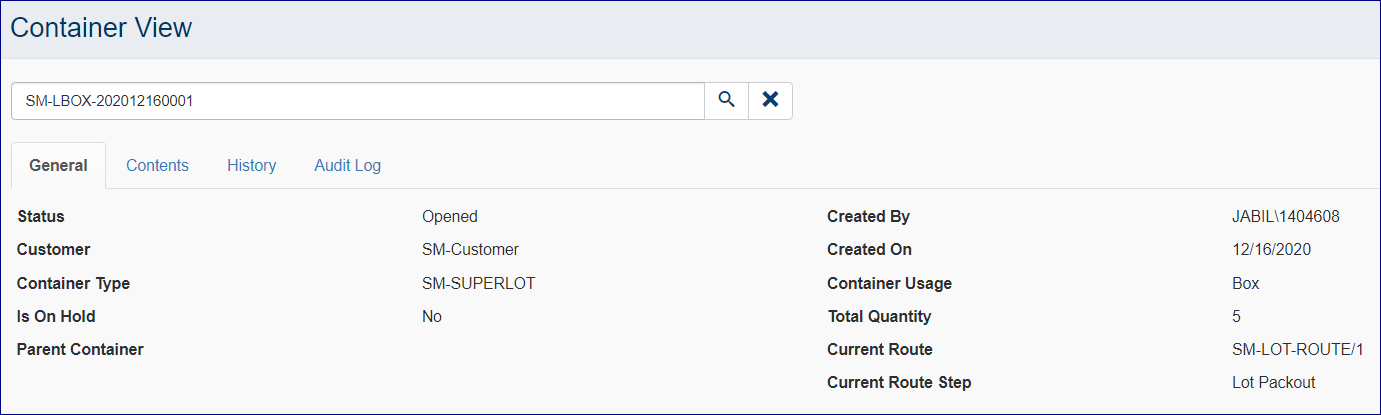 Container View
SM-LBOX-202012160001
General Contents History Audit Log
Status Opened Created By JABIL\1404608
Customer SM-Customer Created On 12/16/2020
Container Type SM-SUPERLOT Container Usage Box
Is On Hold No Total Quantity 5
Parent Container Current Route SM-LOT-ROUTE/1
Current Route Step Lot Packout